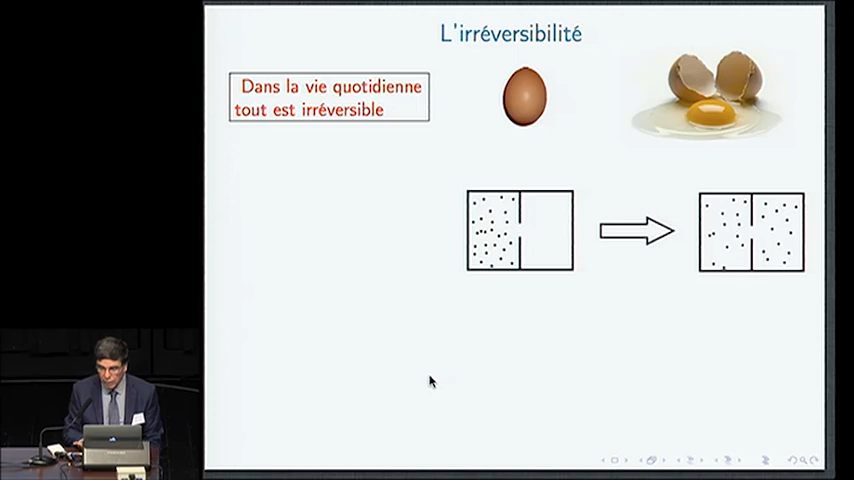 L'irréversibilité
Dans la vie quotidienne
tout est irréversible